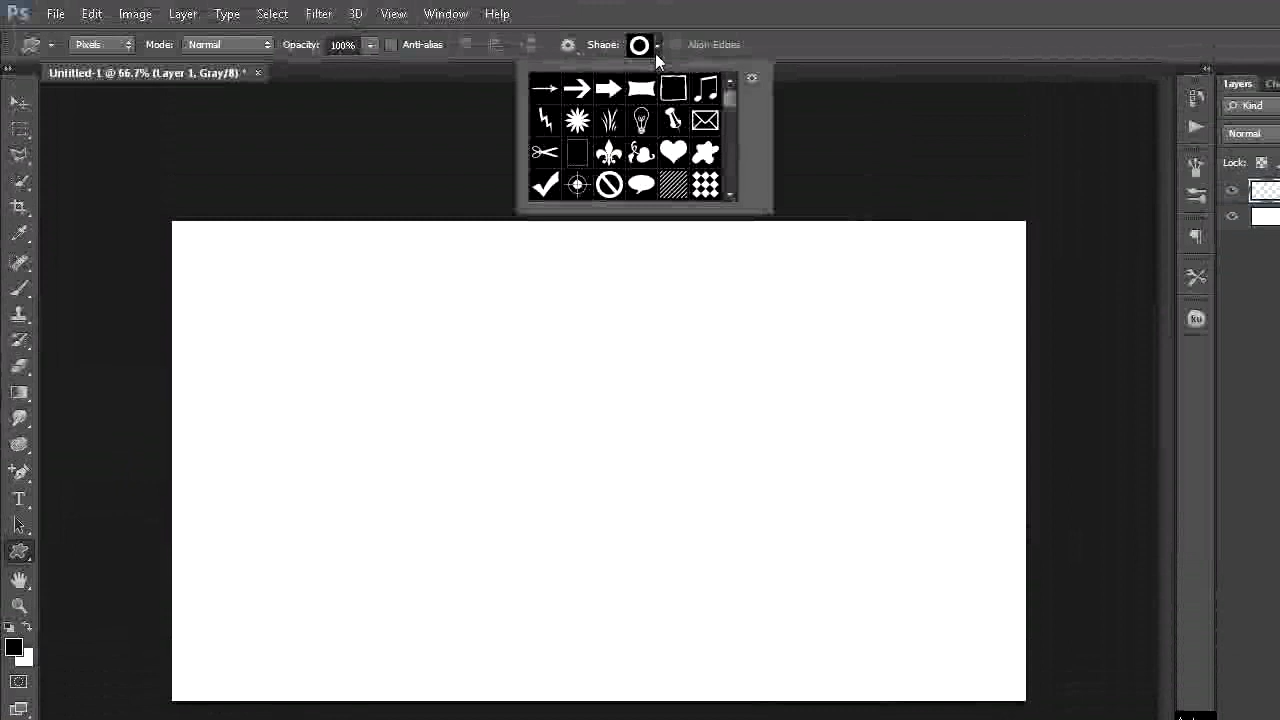 Ps File Edit Image Layer Type Select Filter 3D View Window Help
Pixels Mode: Normal Opacity: 100% Anti-alias Shape: Align Edges
Untitled-1 @ 66.7% (Layer 1, Gray/8) * ×
Layers
Kind
Normal
Lock:
ku
T